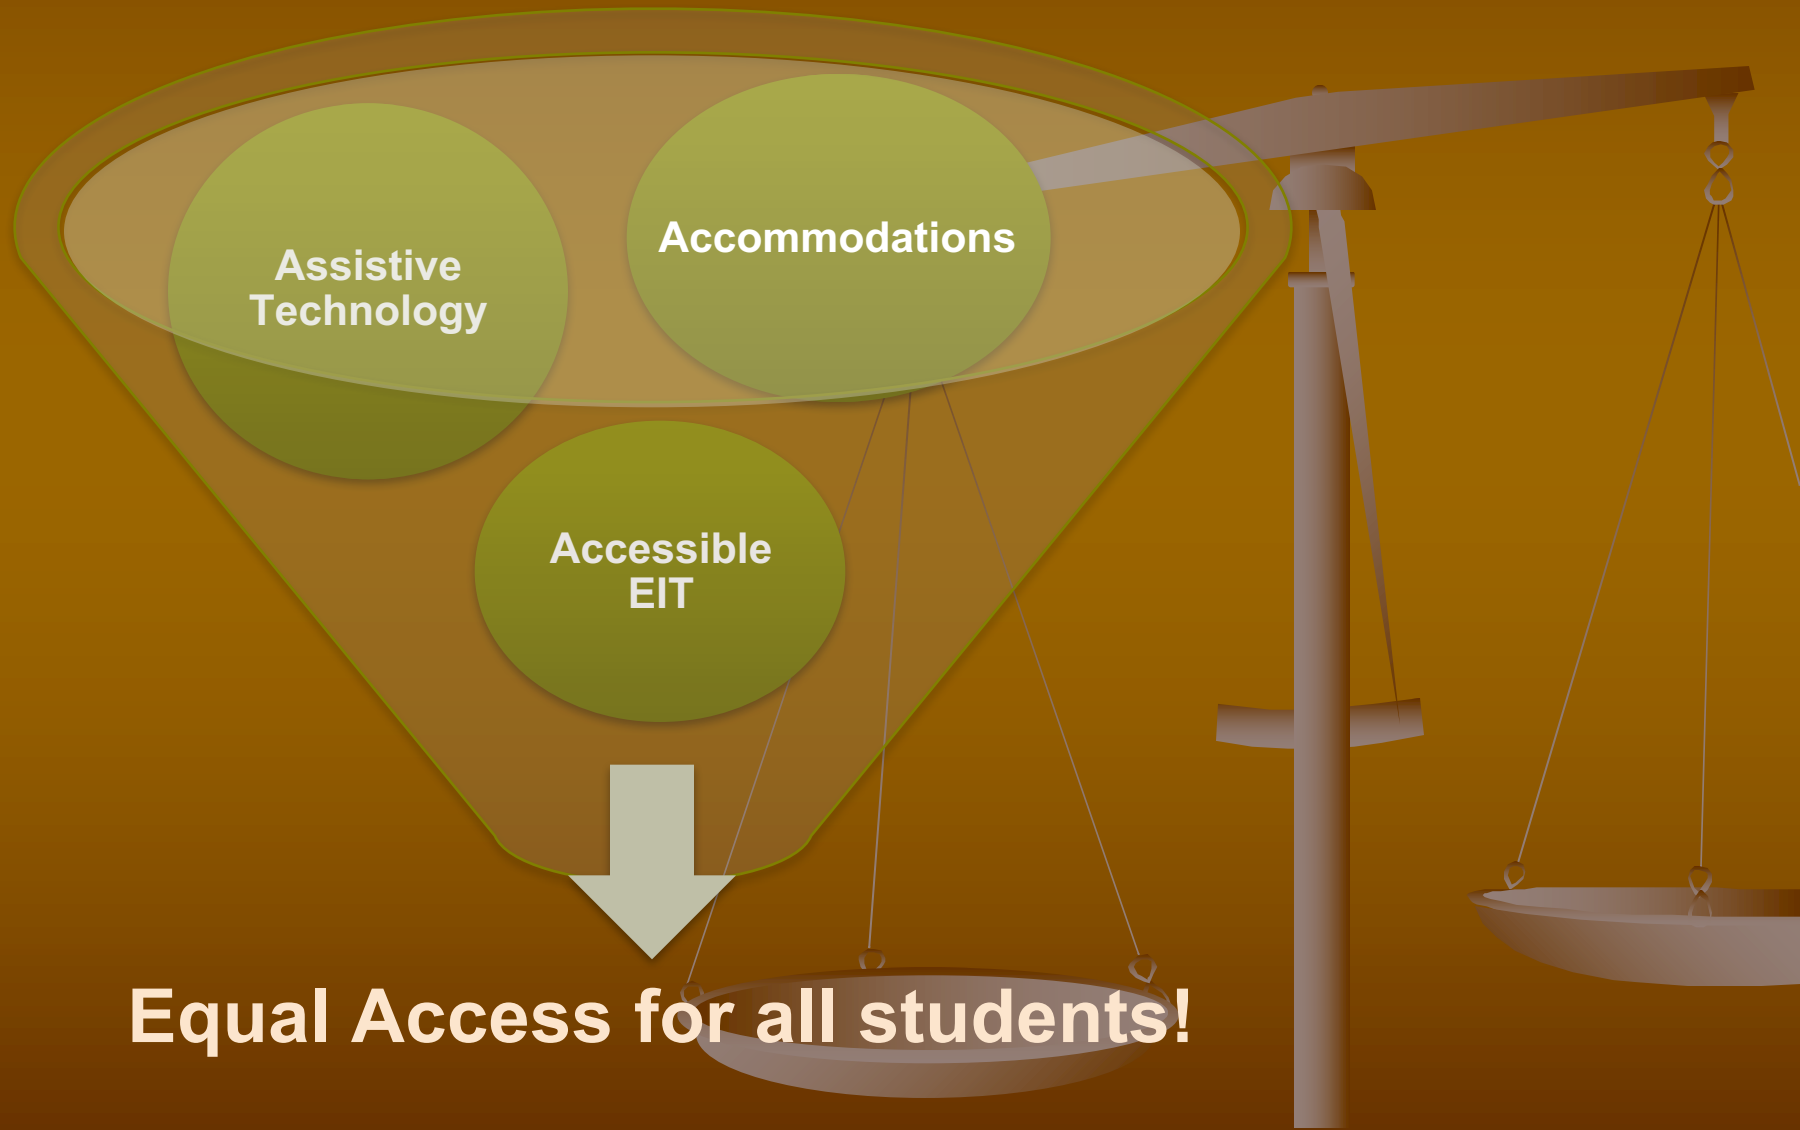 Assistive
Technology
Accommodations
Accessible
EIT
Equal Access for all students!